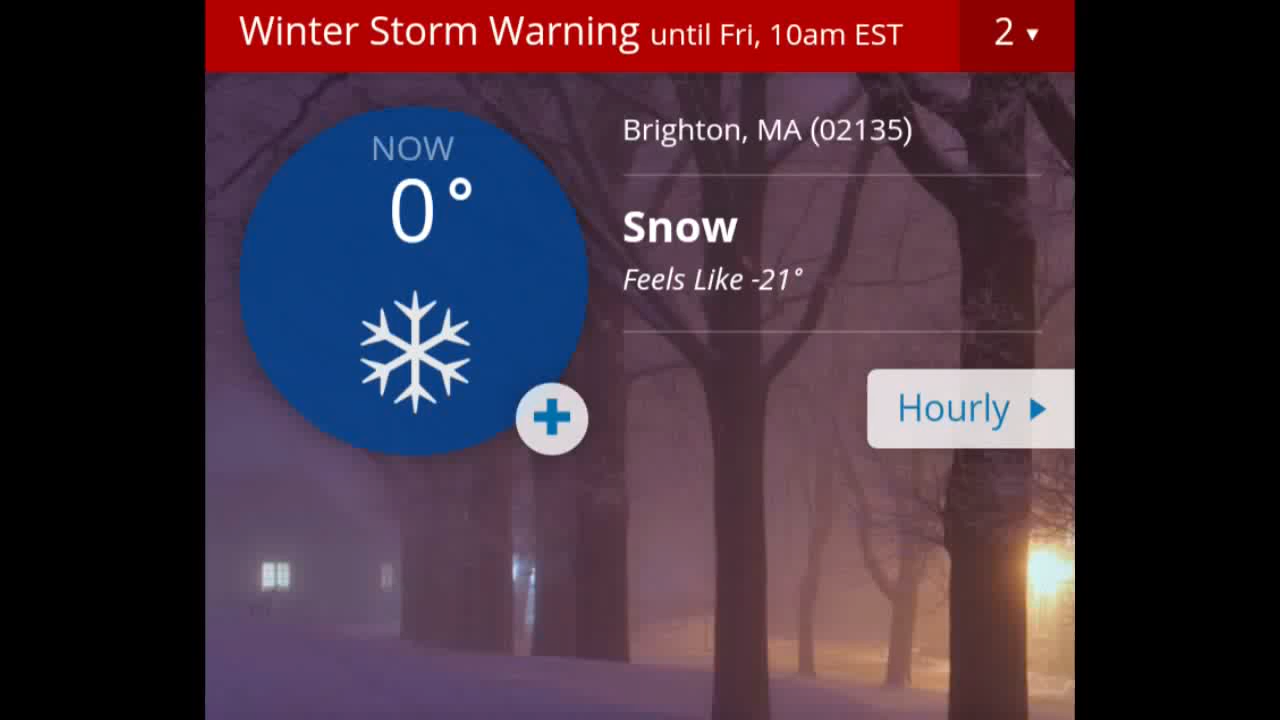 Winter Storm Warning until Fri, 10am EST 2 ▼
NOW
0°
Brighton, MA (02135)
Snow
Feels Like -21°
Hourly